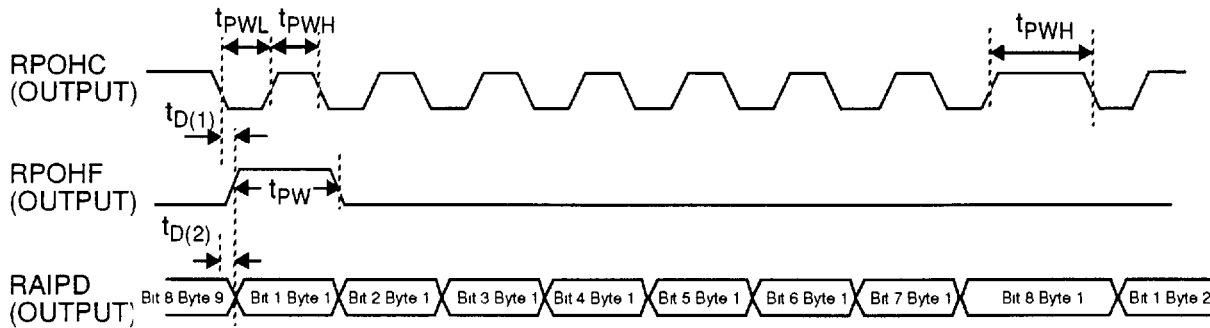 tPWL tPWH tPWH
RPOHC
(OUTPUT)
tD(1)
RPOHF
(OUTPUT)
tPW
tD(2)
RAIPD
(OUTPUT)
Bit 8 Byte 9 Bit 1 Byte 1 Bit 2 Byte 1 Bit 3 Byte 1 Bit 4 Byte 1 Bit 5 Byte 1 Bit 6 Byte 1 Bit 7 Byte 1 Bit 8 Byte 1 Bit 1 Byte 2